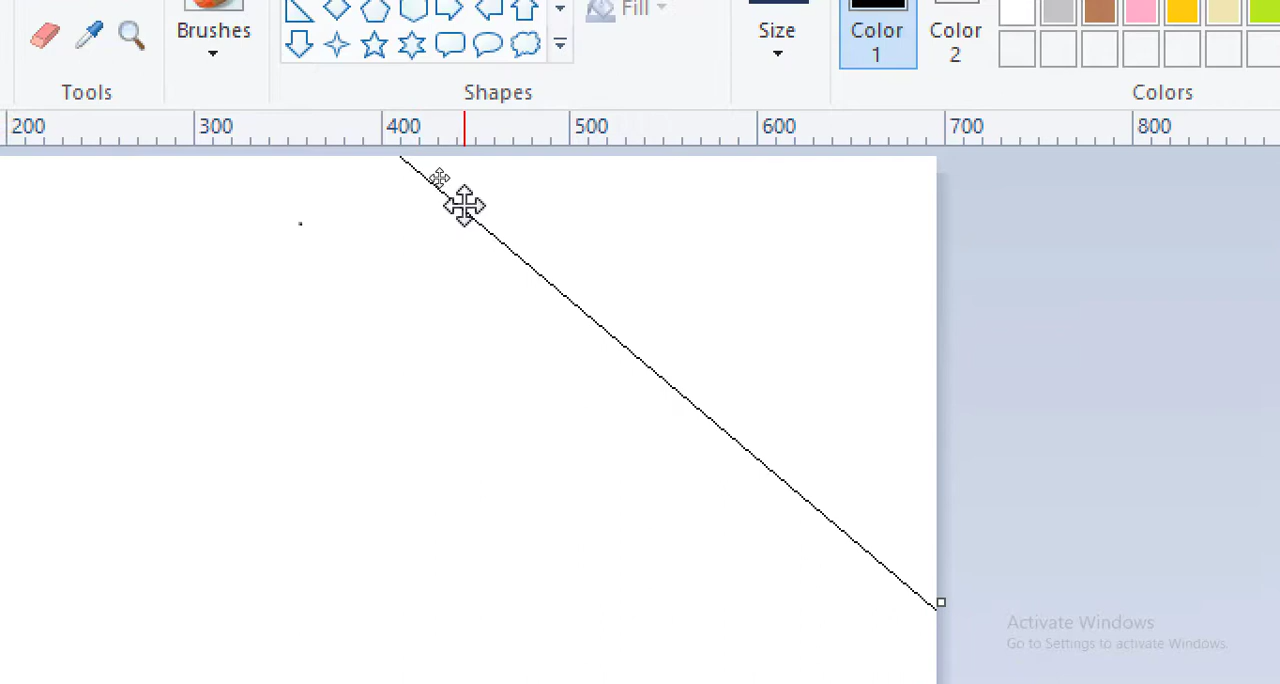 Brushes
Fill
Size
Color
1
Color
2
Tools
Shapes
Colors
200 300 400 500 600 700 800
Activate Windows
Go to Settings to activate Windows.